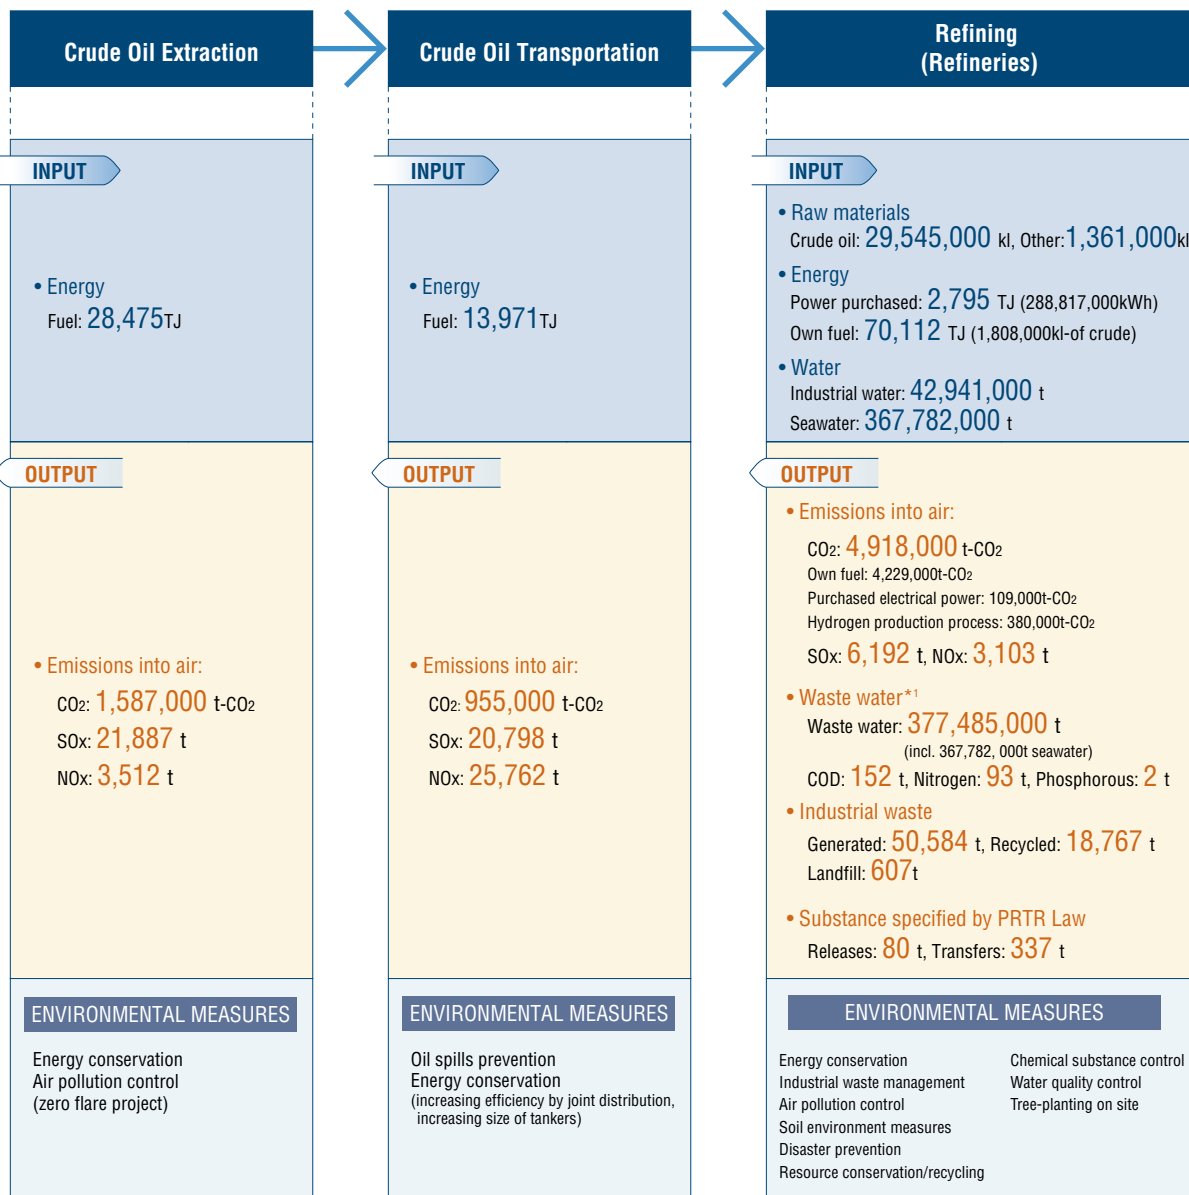 Crude Oil Extraction
INPUT
• Energy
Fuel: 28,475TJ
OUTPUT
• Emissions into air:
CO2: 1,587,000 t-CO2
SOx: 21,887 t
NOx: 3,512 t
ENVIRONMENTAL MEASURES
Energy conservation
Air pollution control
(zero flare project)
Crude Oil Transportation
INPUT
• Energy
Fuel: 13,971TJ
OUTPUT
• Emissions into air:
CO2: 955,000 t-CO2
SOx: 20,798 t
NOx: 25,762 t
ENVIRONMENTAL MEASURES
Oil spills prevention
Energy conservation
(increasing efficiency by joint distribution,
increasing size of tankers)
Refining
(Refineries)
INPUT
• Raw materials
Crude oil: 29,545,000 kl, Other:1,361,000kl
• Energy
Power purchased: 2,795 TJ (288,817,000kWh)
Own fuel: 70,112 TJ (1,808,000kl-of crude)
• Water
Industrial water: 42,941,000 t
Seawater: 367,782,000 t
OUTPUT
• Emissions into air:
CO2: 4,918,000 t-CO2
Own fuel: 4,229,000t-CO2
Purchased electrical power: 109,000t-CO2
Hydrogen production process: 380,000t-CO2
SOx: 6,192 t, NOx: 3,103 t
• Waste water*1
Waste water: 377,485,000 t
(incl. 367,782, 000t seawater)
COD: 152 t, Nitrogen: 93 t, Phosphorous: 2 t
• Industrial waste
Generated: 50,584 t, Recycled: 18,767 t
Landfill: 607t
• Substance specified by PRTR Law
Releases: 80 t, Transfers: 337 t
ENVIRONMENTAL MEASURES
Energy conservation
Industrial waste management
Air pollution control
Soil environment measures
Disaster prevention
Resource conservation/recycling
Chemical substance control
Water quality control
Tree-planting on site